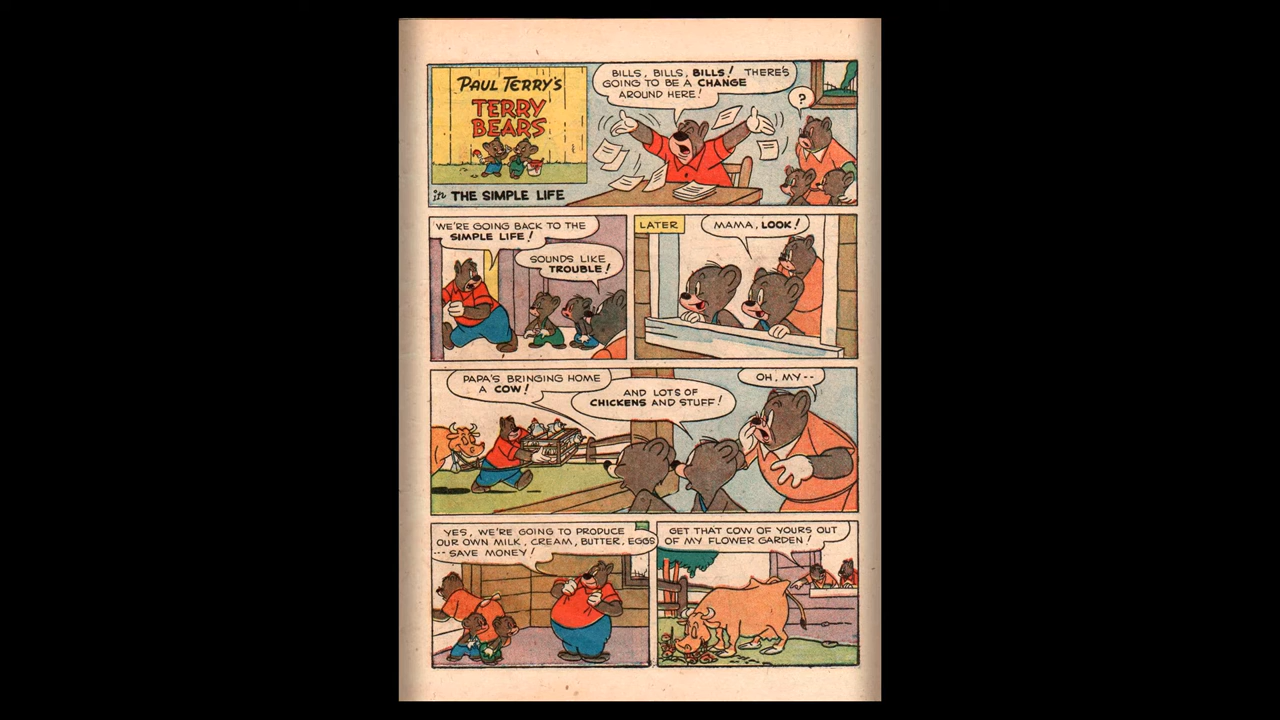 PAUL TERRY'S
TERRY
BEARS
in THE SIMPLE LIFE
BILLS, BILLS, BILLS! THERE'S
GOING TO BE A CHANGE
AROUND HERE!
?
WE'RE GOING BACK TO THE
SIMPLE LIFE!
SOUNDS LIKE
TROUBLE!
LATER
MAMA, LOOK!
PAPA'S BRINGING HOME
A COW!
AND LOTS OF
CHICKENS AND STUFF!
OH, MY--
YES, WE'RE GOING TO PRODUCE
OUR OWN MILK, CREAM, BUTTER, EGGS
--- SAVE MONEY!
GET THAT COW OF YOURS OUT
OF MY FLOWER GARDEN!